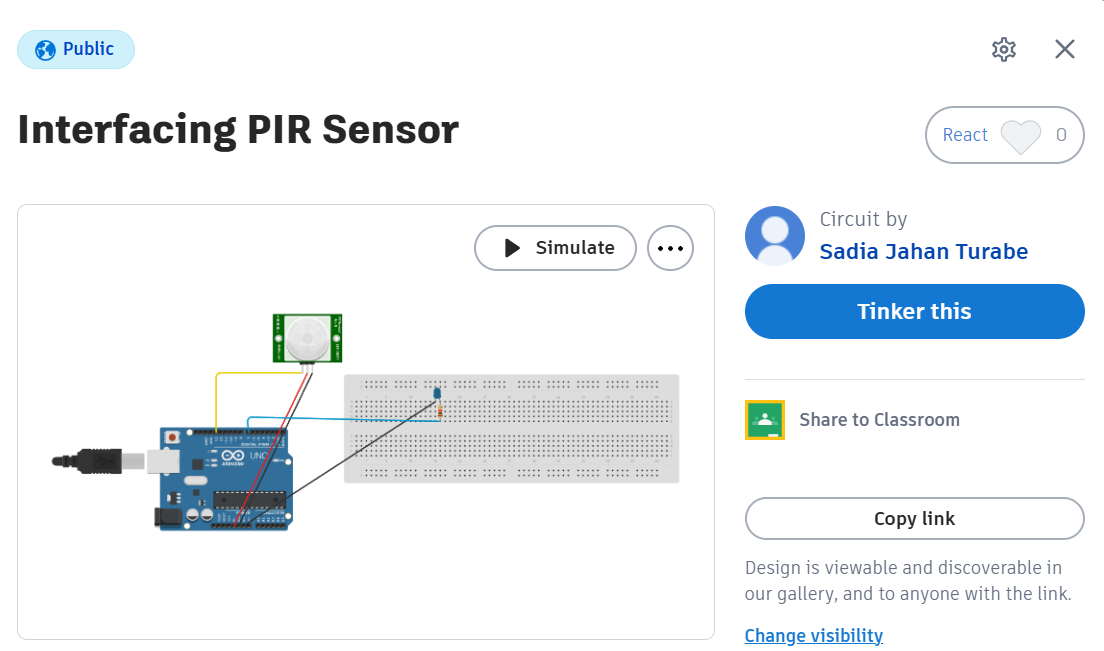 Public
Interfacing PIR Sensor
React 0
Simulate
Circuit by
Sadia Jahan Turabe
Tinker this
Share to Classroom
Copy link
Design is viewable and discoverable in
our gallery, and to anyone with the link.
Change visibility
UNO
ARDUINO